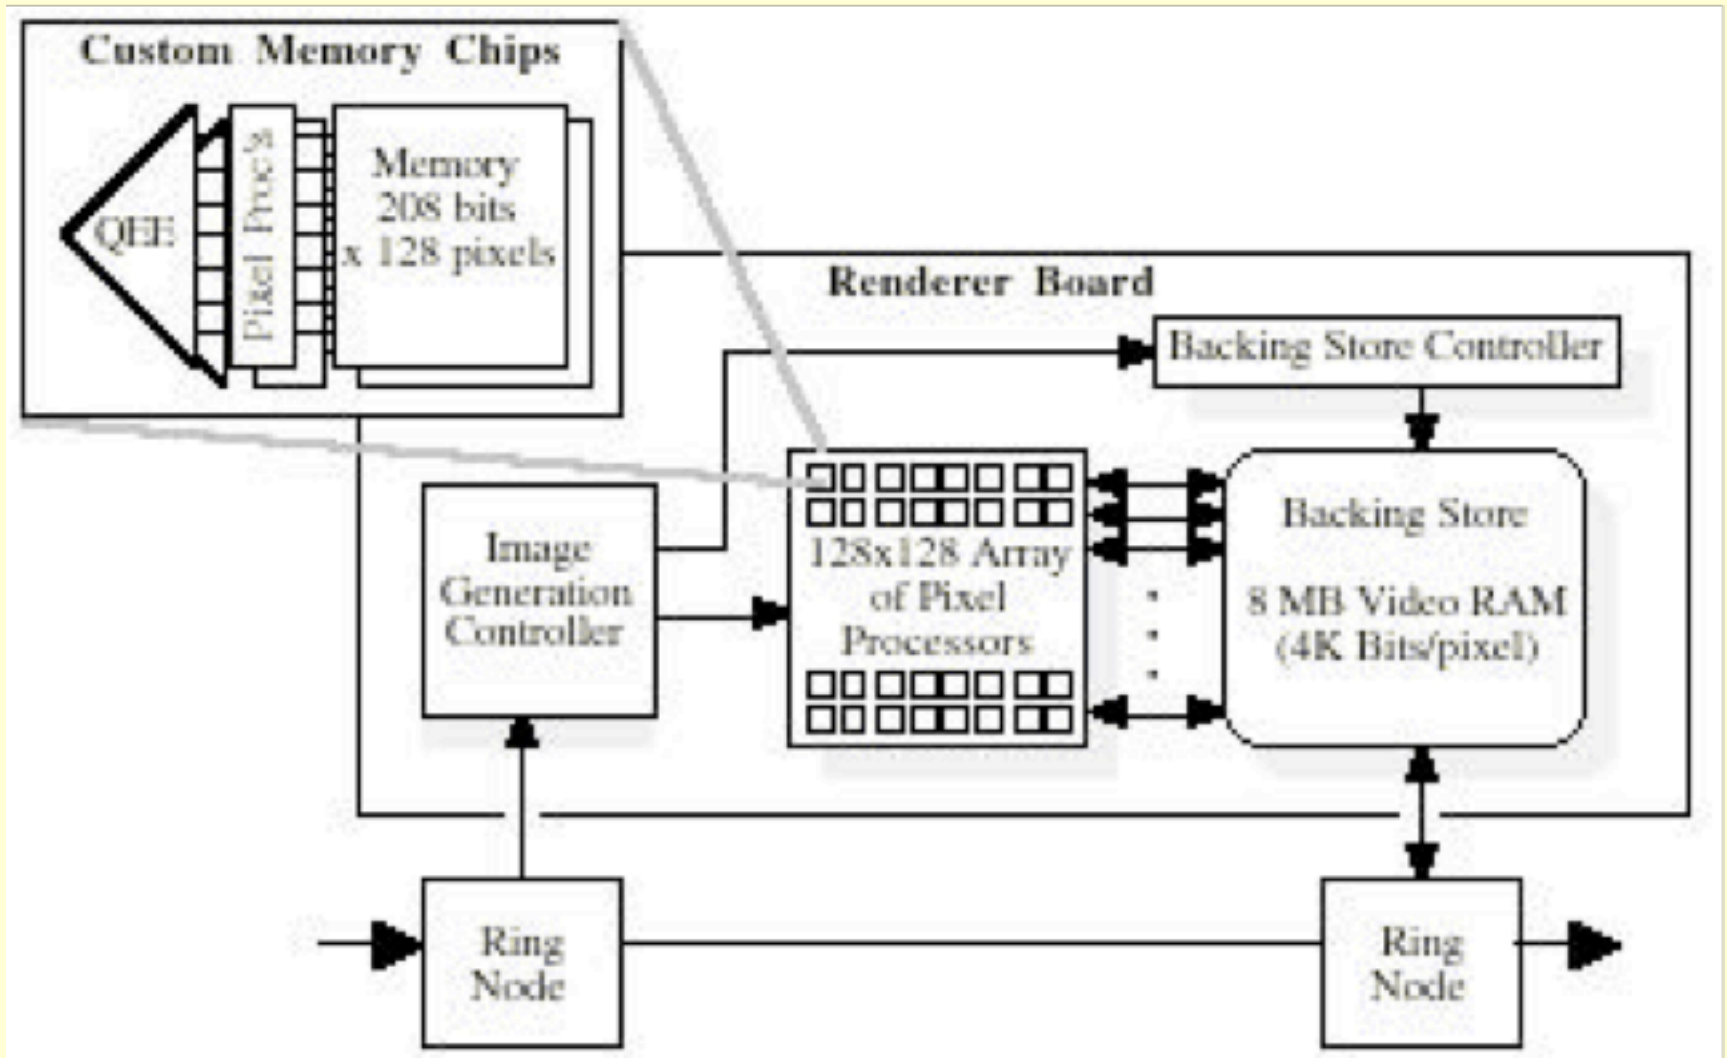 Custom Memory Chips
QEE
Pixel Proc's
Memory
208 bits
x 128 pixels
Renderer Board
Backing Store Controller
Image
Generation
Controller
128x128 Array
of Pixel
Processors
Backing Store
8 MB Video RAM
(4K Bits/pixel)
Ring
Node
Ring
Node